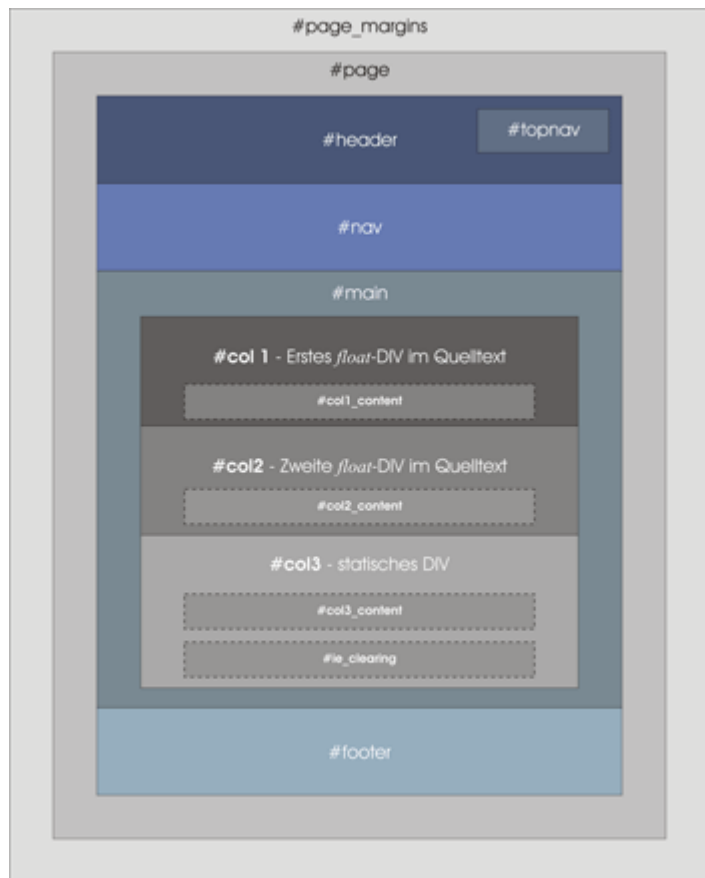 #page_margins
#page
#header
#topnav
#nav
#main
#col 1 - Erstes float-DIV im Quelltext
#col1_content
#col2 - Zweite float-DIV im Quelltext
#col2_content
#col3 - statisches DIV
#col3_content
#ie_clearing
#footer